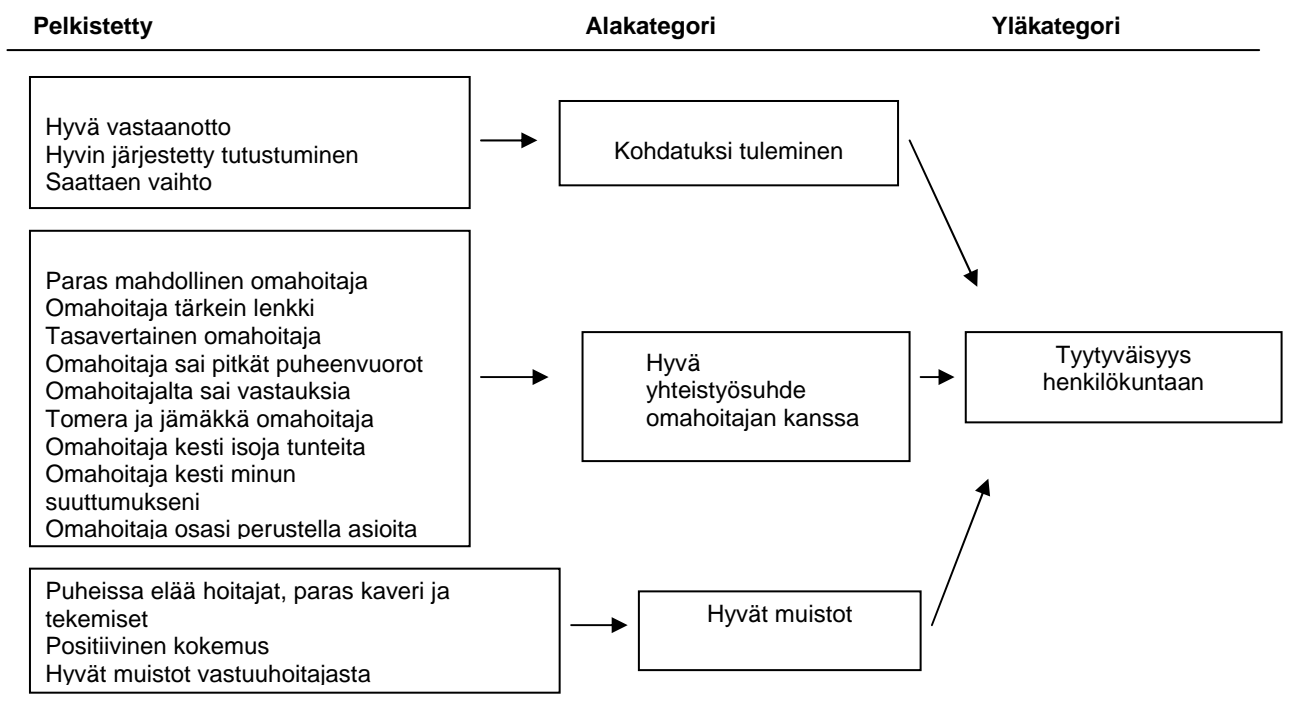 Pelkistetty
Alakategori
Yläkategori
Hyvä vastaanotto
Hyvin järjestetty tutustuminen
Saattaen vaihto
Kohdatuksi tuleminen
Paras mahdollinen omahoitaja
Omahoitaja tärkein lenkki
Tasavertainen omahoitaja
Omahoitaja sai pitkät puheenvuorot
Omahoitajalta sai vastauksia
Tomera ja jämäkkä omahoitaja
Omahoitaja kesti isoja tunteita
Omahoitaja kesti minun
suuttumukseni
Omahoitaja osasi perustella asioita
Hyvä
yhteistyösuhde
omahoitajan kanssa
Tyytyväisyys
henkilökuntaan
Puheissa elää hoitajat, paras kaveri ja
tekemiset
Positiivinen kokemus
Hyvät muistot vastuuhoitajasta
Hyvät muistot